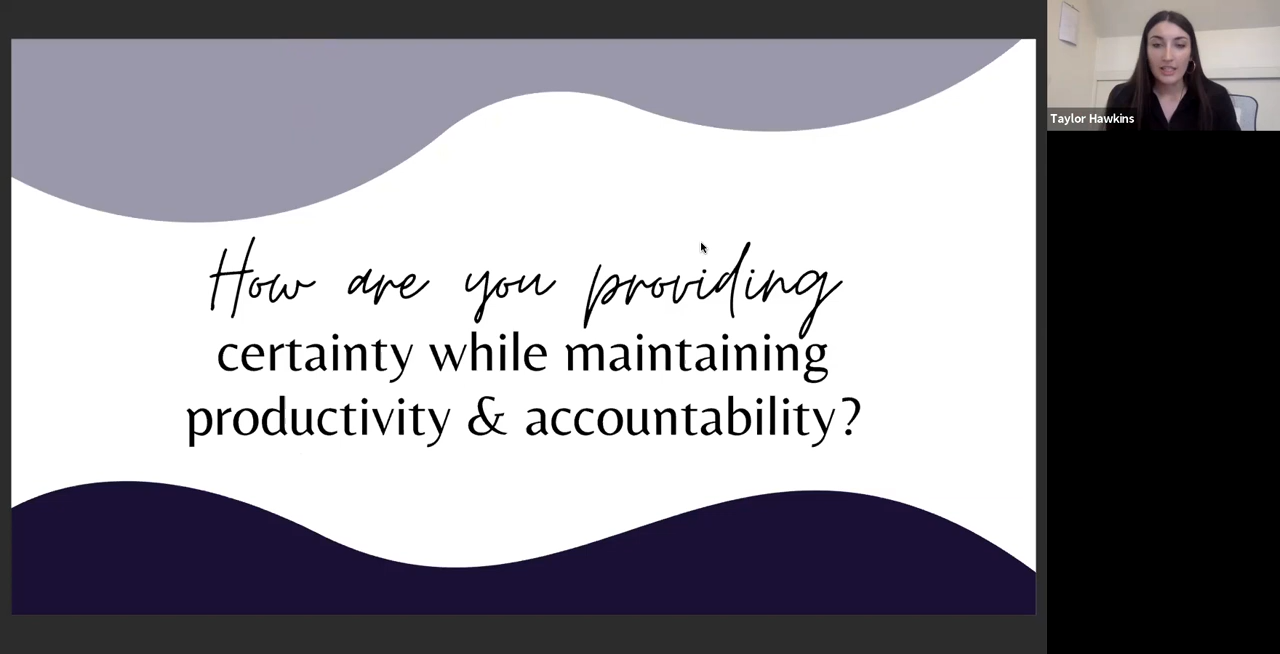 How are you providing
certainty while maintaining
productivity & accountability?
Taylor Hawkins